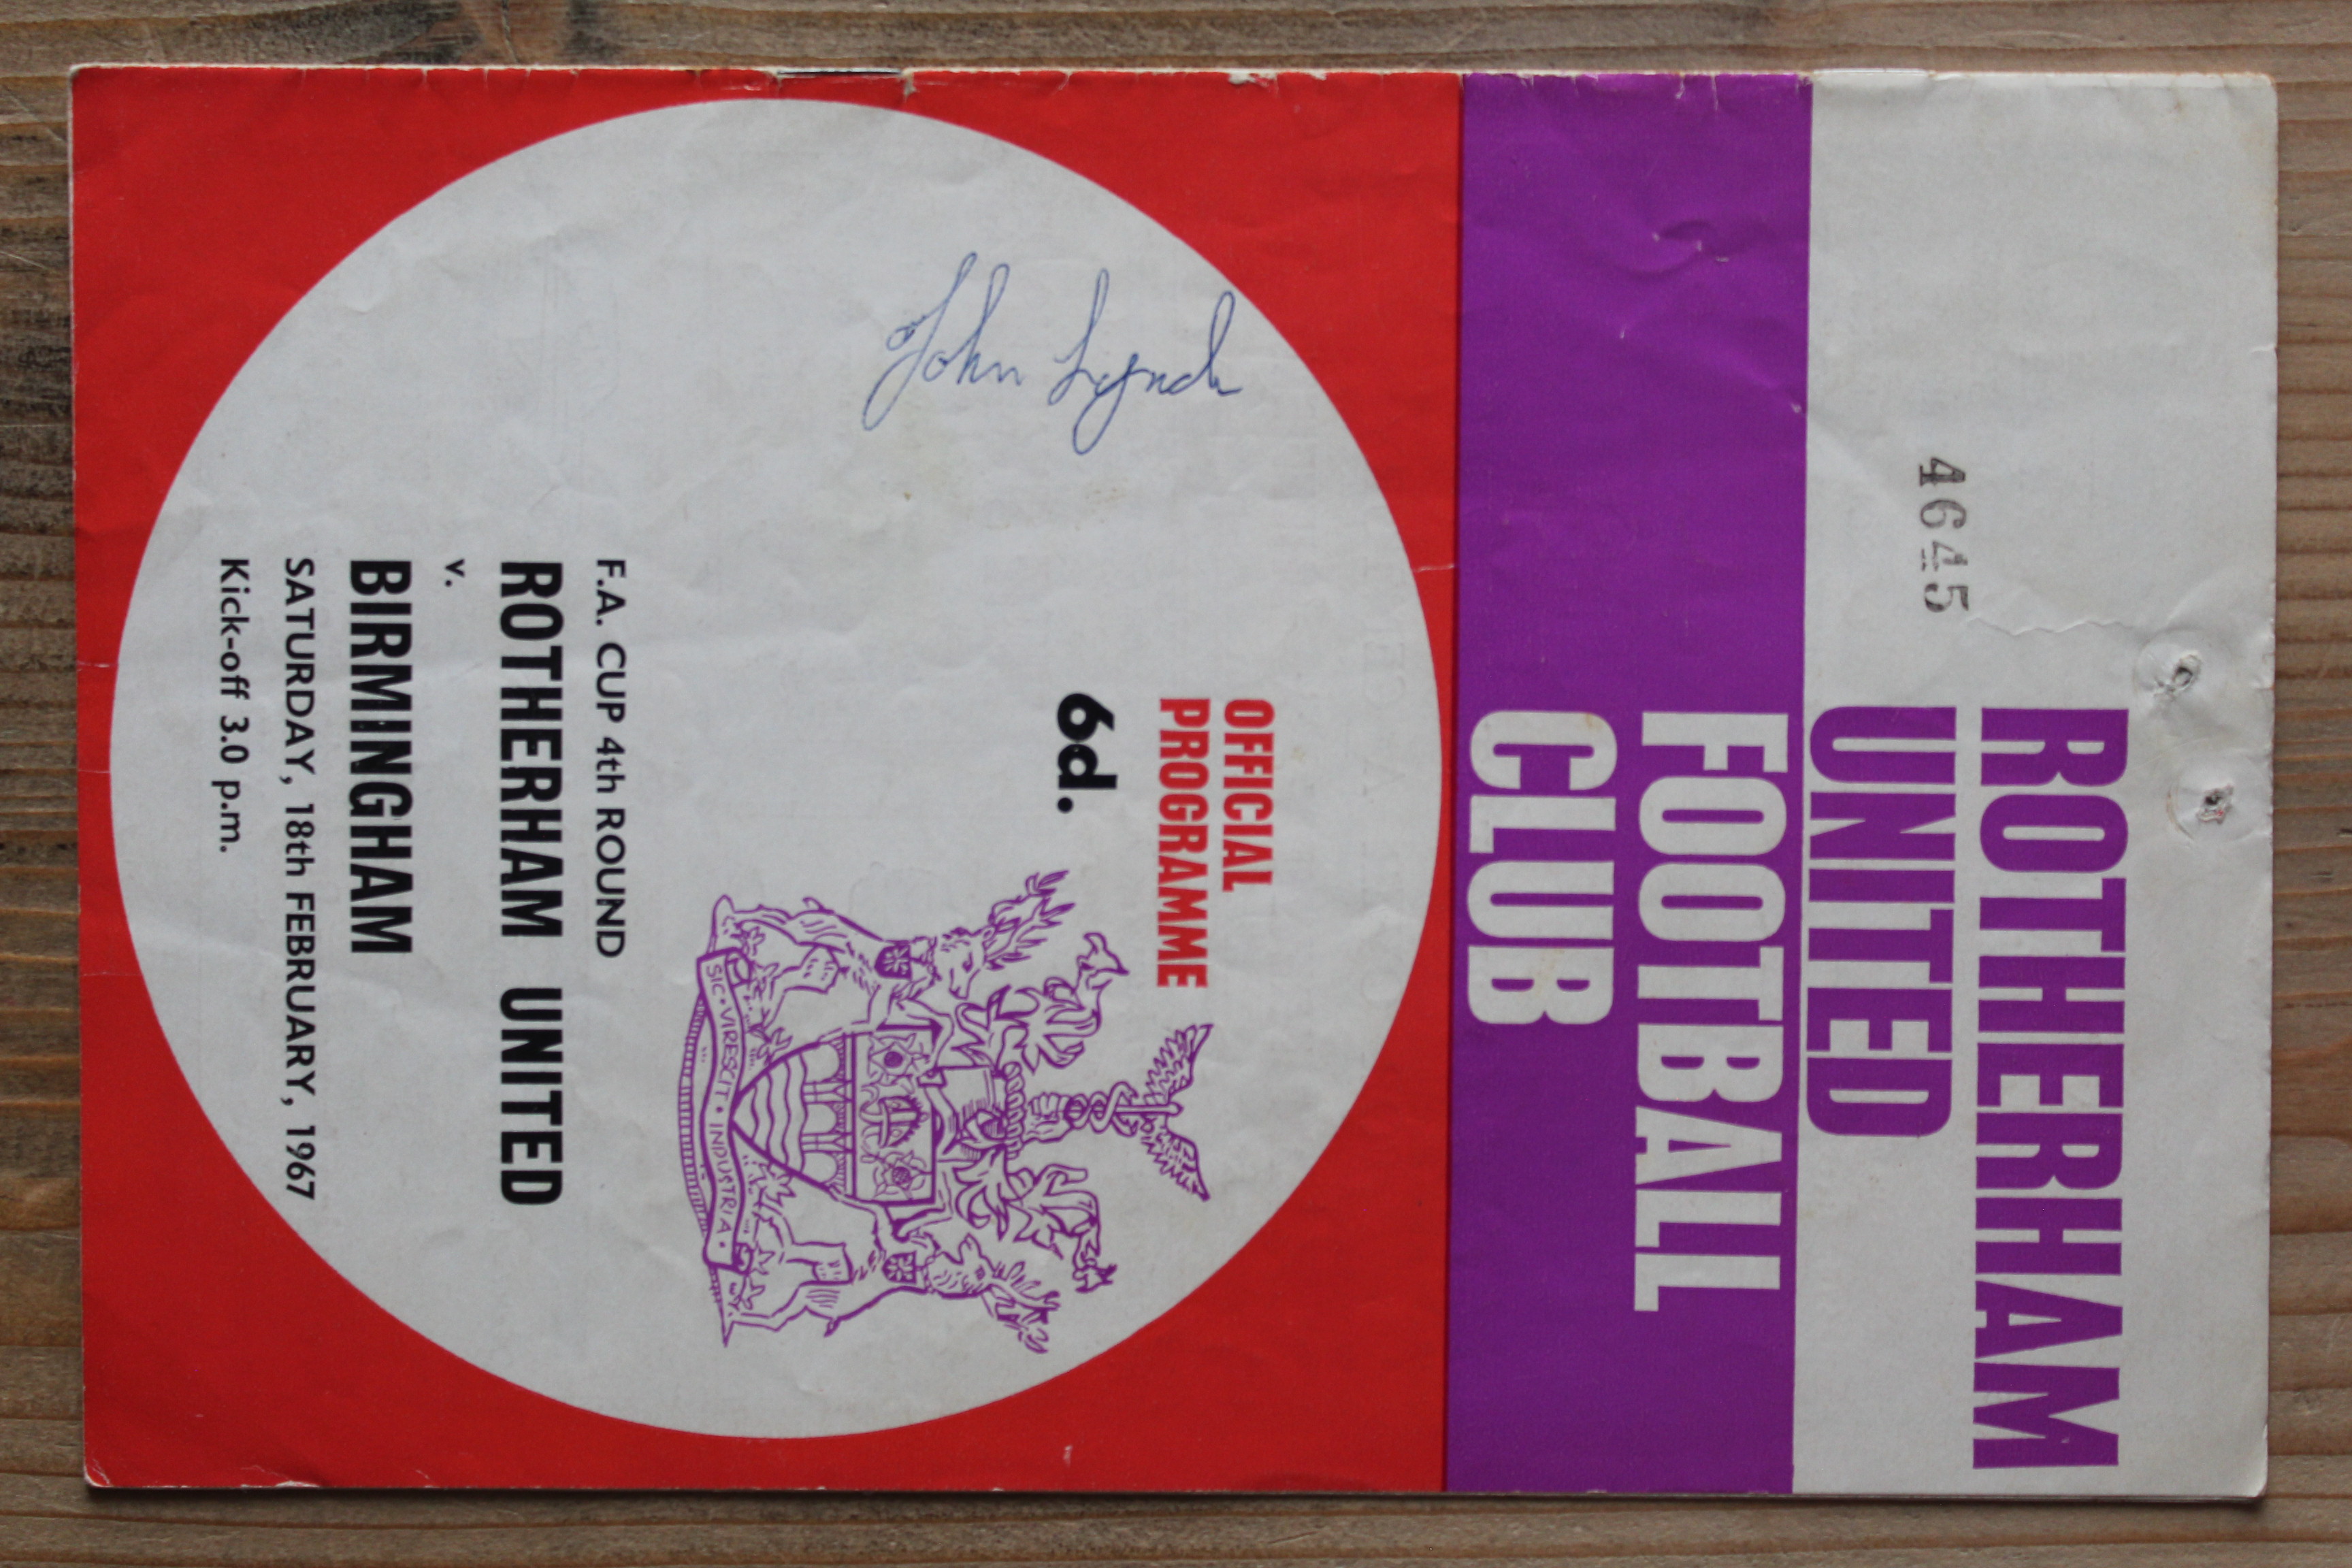 ROTHERHAM
UNITED
FOOTBALL
CLUB
4645
OFFICIAL
PROGRAMME
6d.
John Lynch
SIC · VIRESCIT · INDUSTRIA ·
F.A. CUP 4th ROUND
ROTHERHAM UNITED
v.
BIRMINGHAM
SATURDAY, 18th FEBRUARY, 1967
Kick-off 3.0 p.m.